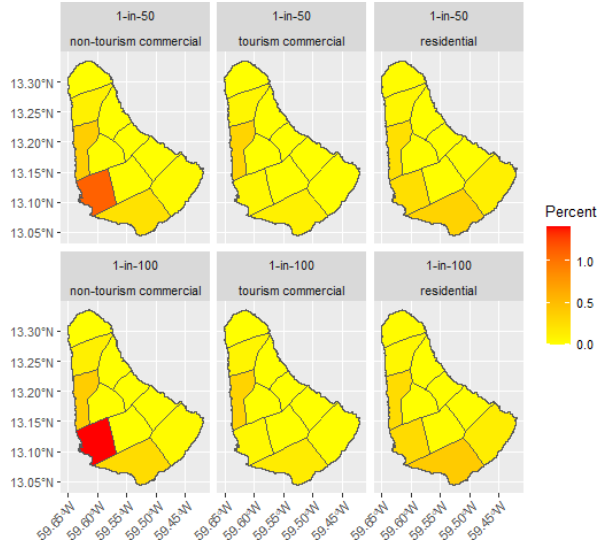 1-in-50 1-in-50 1-in-50
non-tourism commercial tourism commercial residential
13.30°N
13.25°N
13.20°N
13.15°N
13.10°N
13.05°N
Percent
1.0
0.5
0.0
1-in-100 1-in-100 1-in-100
non-tourism commercial tourism commercial residential
13.30°N
13.25°N
13.20°N
13.15°N
13.10°N
13.05°N
59.65°W 59.60°W 59.55°W 59.50°W 59.45°W 59.65°W 59.60°W 59.55°W 59.50°W 59.45°W 59.65°W 59.60°W 59.55°W 59.50°W 59.45°W